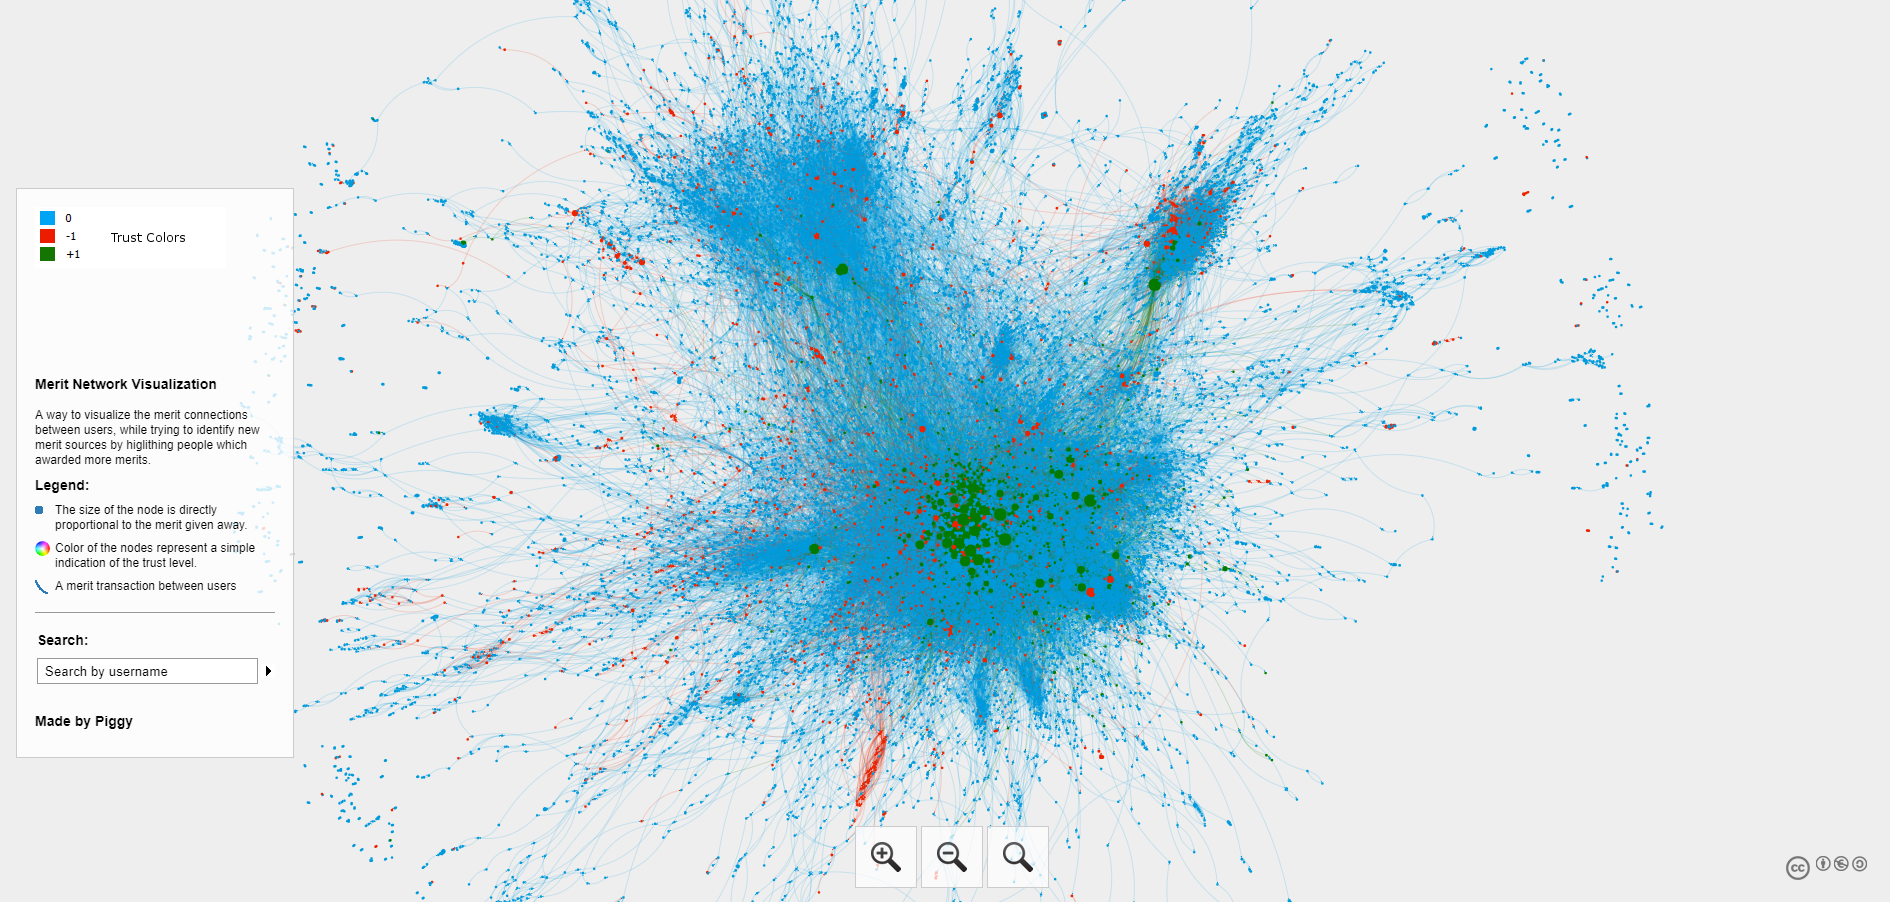 0
-1
Trust Colors
+1
Merit Network Visualization
A way to visualize the merit connections
between users, while trying to identify new
merit sources by higlithing people which
awarded more merits.
Legend:
The size of the node is directly
proportional to the merit given away.
Color of the nodes represent a simple
indication of the trust level.
A merit transaction between users
Search:
Search by username
Made by Piggy
cc